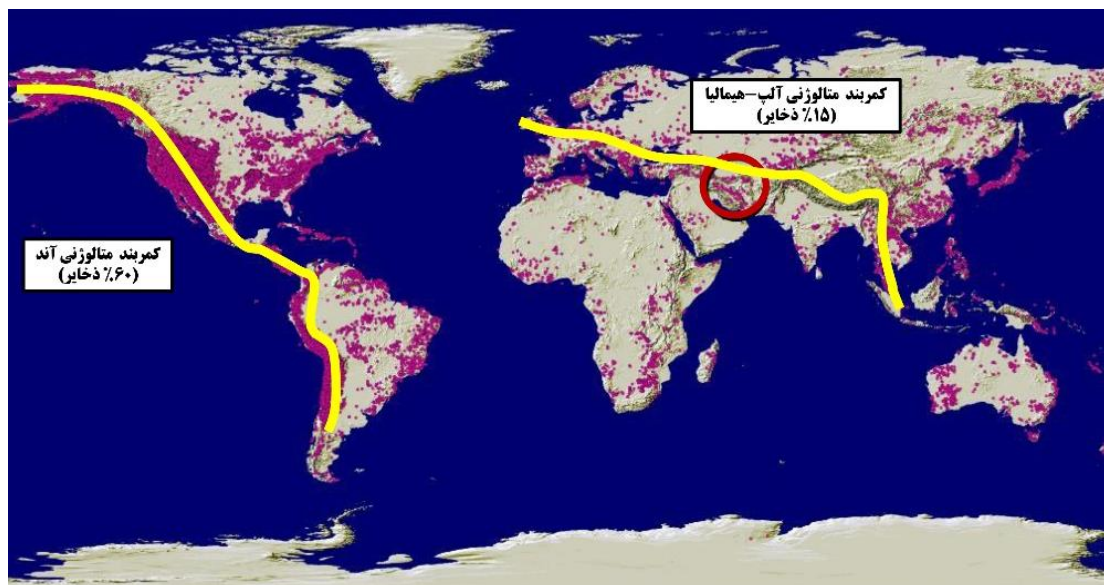 کمربند متالوژنی آلپ-هیمالیا
(۱۵٪ ذخایر)
کمربند متالوژنی آند
(۶۰٪ ذخایر)